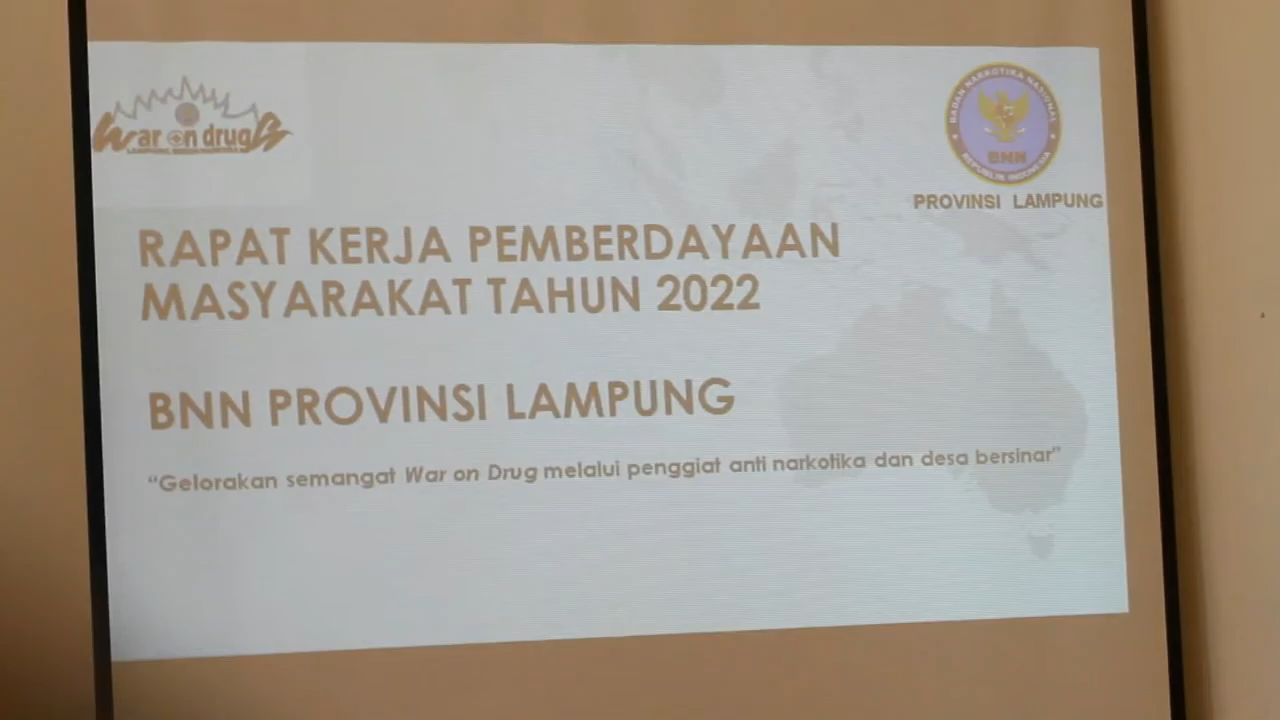 War on drugs
BADAN NARKOTIKA NASIONAL
BNN
REPUBLIK INDONESIA
PROVINSI LAMPUNG
RAPAT KERJA PEMBERDAYAAN
MASYARAKAT TAHUN 2022
BNN PROVINSI LAMPUNG
“Gelorakan semangat War on Drug melalui penggiat anti narkotika dan desa bersinar”